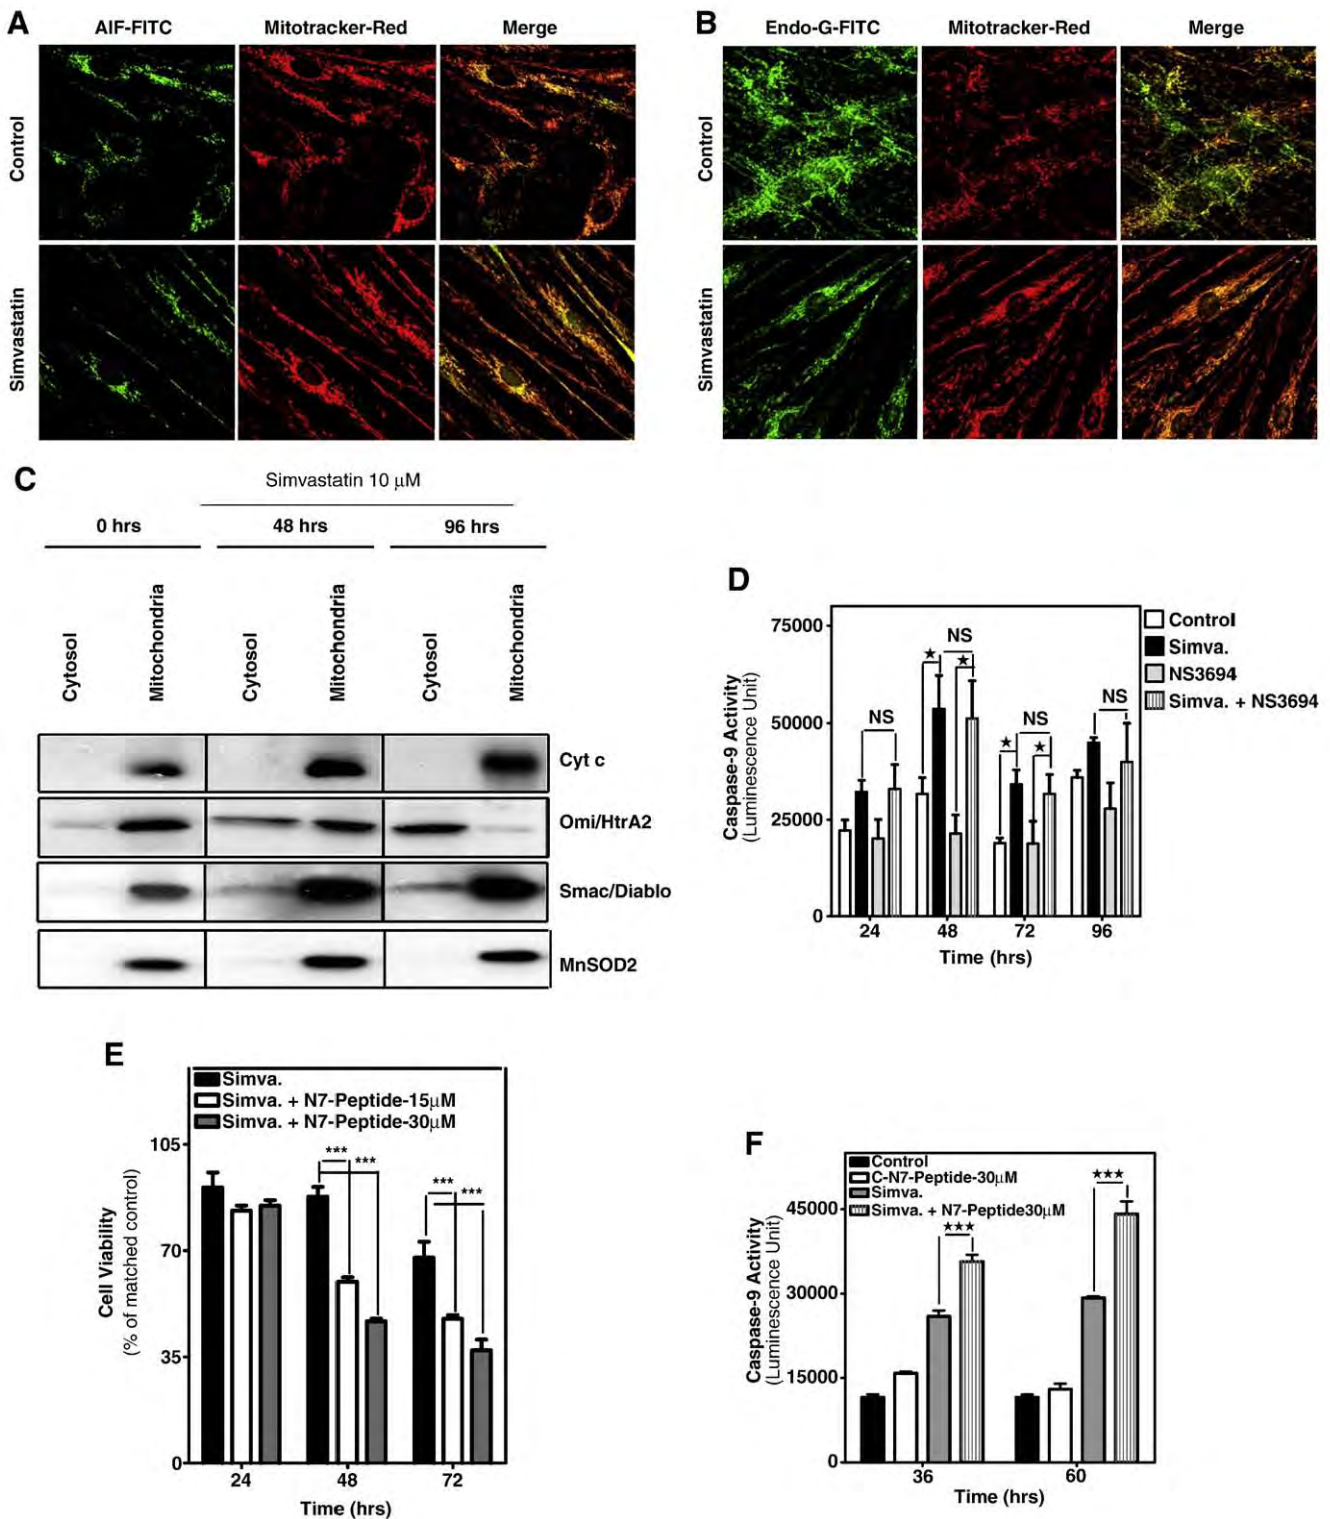 A
AIF-FITC
Mitotracker-Red
Merge
Control
Simvastatin
B
Endo-G-FITC
Mitotracker-Red
Merge
Control
Simvastatin
C
Simvastatin 10 μM
0 hrs
48 hrs
96 hrs
Cytosol
Mitochondria
Cytosol
Mitochondria
Cytosol
Mitochondria
Cyt c
Omi/HtrA2
Smac/Diablo
MnSOD2
D
Caspase-9 Activity
(Luminescence Unit)
75000
50000
25000
0
NS
★
NS
★
★
NS
★
NS
24
48
72
96
Time (hrs)
Control
Simva.
NS3694
Simva. + NS3694
E
Cell Viability
(% of matched control)
105
70
35
0
Simva.
Simva. + N7-Peptide-15μM
Simva. + N7-Peptide-30μM
***
***
***
***
24
48
72
Time (hrs)
F
Caspase-9 Activity
(Luminescence Unit)
45000
30000
15000
0
Control
C-N7-Peptide-30μM
Simva.
Simva. + N7-Peptide30μM
★★★
★★★
36
60
Time (hrs)